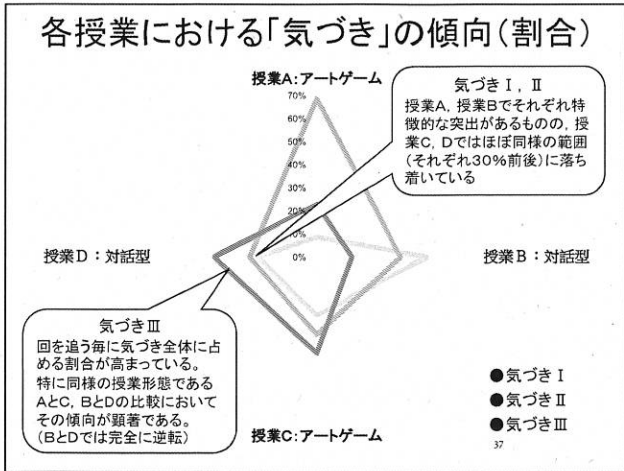 各授業における「気づき」の傾向(割合)
授業A:アートゲーム
70%
60%
50%
40%
30%
20%
0%
気づきⅠ, Ⅱ
授業A, 授業Bでそれぞれ特
徴的な突出があるものの, 授
業C, Dではほぼ同様の範囲
(それぞれ30%前後)に落ち
着いている
授業D:対話型
授業B:対話型
気づきⅢ
回を追う毎に気づき全体に占
める割合が高まっている。
特に同様の授業形態である
AとC, BとDの比較において
その傾向が顕著である。
(BとDでは完全に逆転)
●気づきⅠ
●気づきⅡ
●気づきⅢ
授業C:アートゲーム
37